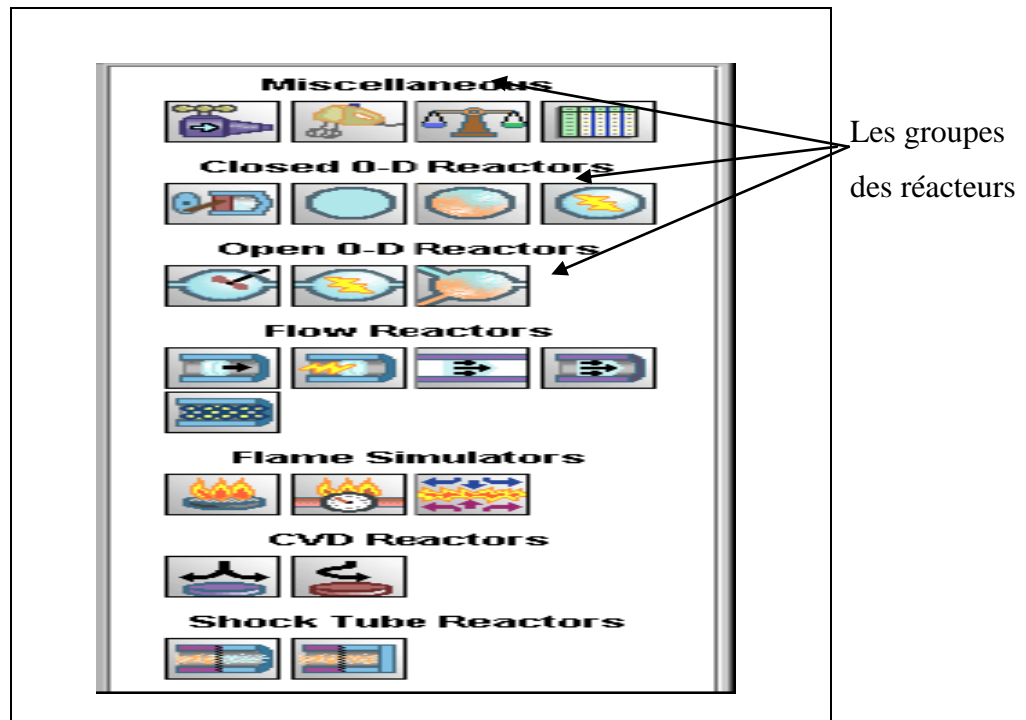 Miscellaneous
Closed 0-D Reactors
Open 0-D Reactors
Flow Reactors
Flame Simulators
CVD Reactors
Shock Tube Reactors
Les groupes
des réacteurs